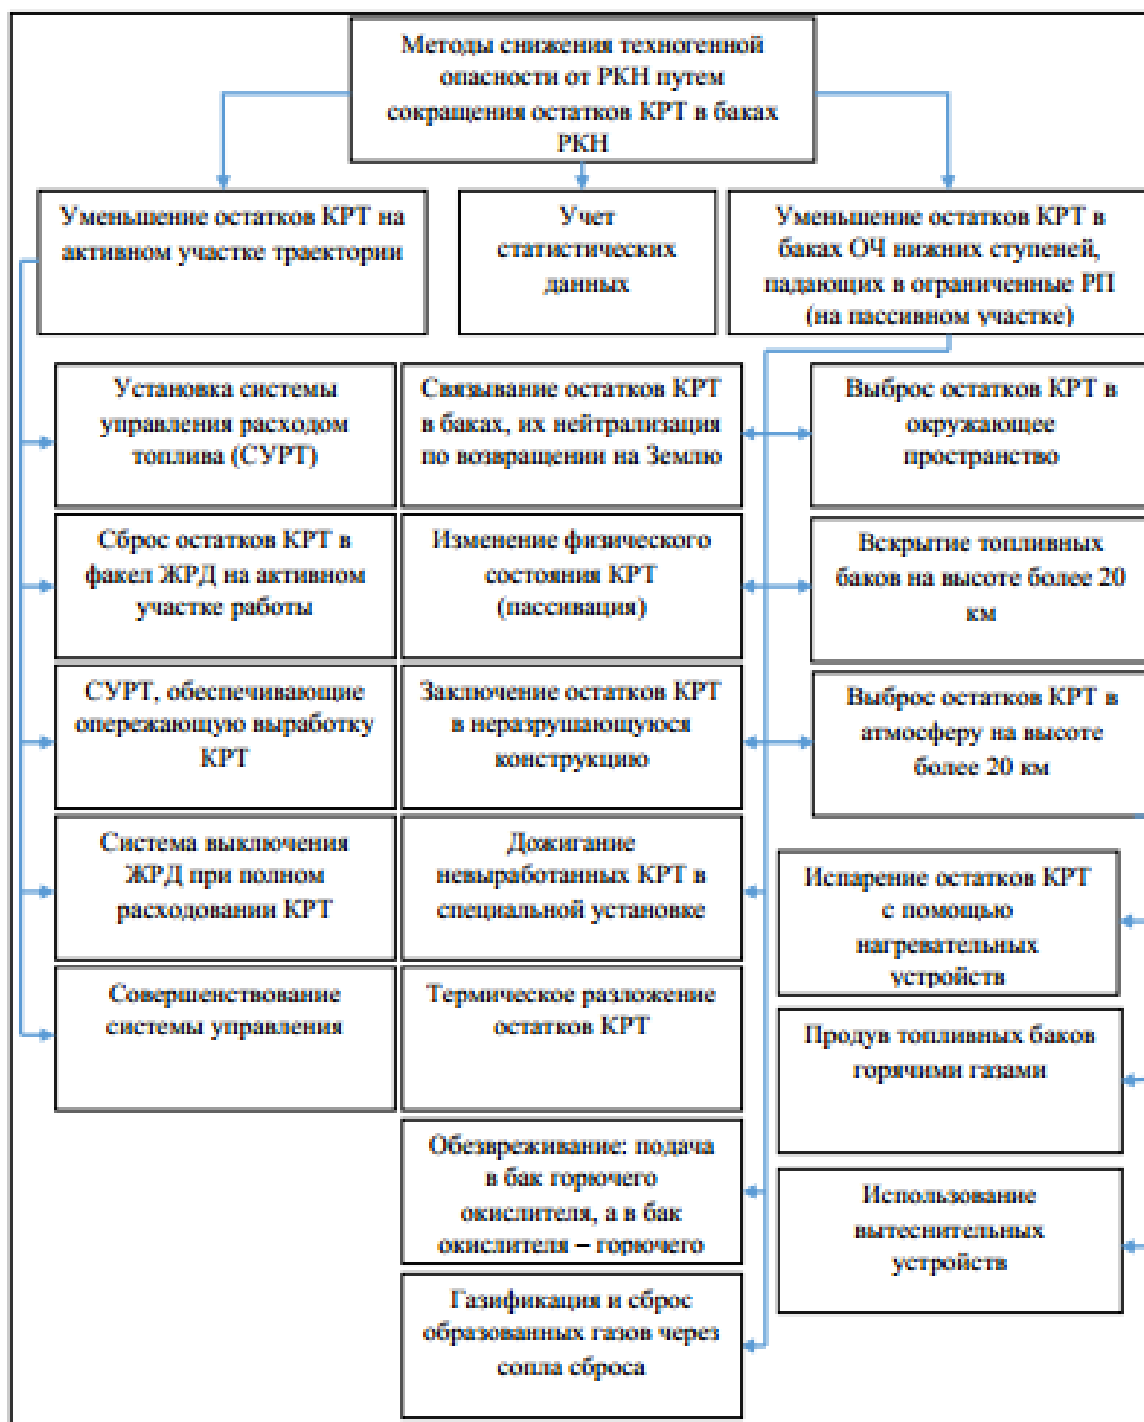 Методы снижения техногенной
опасности от РКН путем
сокращения остатков КРТ в баках
РКН
Уменьшение остатков КРТ на
активном участке траектории
Учет
статистических
данных
Уменьшение остатков КРТ в
баках ОЧ нижних ступеней,
падающих в ограниченные РП
(на пассивном участке)
Установка системы
управления расходом
топлива (СУРТ)
Связывание остатков КРТ
в баках, их нейтрализация
по возвращении на Землю
Выброс остатков КРТ в
окружающее
пространство
Сброс остатков КРТ в
факел ЖРД на активном
участке работы
Изменение физического
состояния КРТ
(пассивация)
Вскрытие топливных
баков на высоте более 20
км
СУРТ, обеспечивающие
опережающую выработку
КРТ
Заключение остатков КРТ
в неразрушающуюся
конструкцию
Выброс остатков КРТ в
атмосферу на высоте
более 20 км
Система выключения
ЖРД при полном
расходовании КРТ
Дожигание
невыработанных КРТ в
специальной установке
Испарение остатков КРТ
с помощью
нагревательных
устройств
Совершенствование
системы управления
Термическое разложение
остатков КРТ
Продув топливных баков
горячими газами
Обезвреживание: подача
в бак горючего
окислителя, а в бак
окислителя – горючего
Использование
вытеснительных
устройств
Газификация и сброс
образованных газов через
сопла сброса